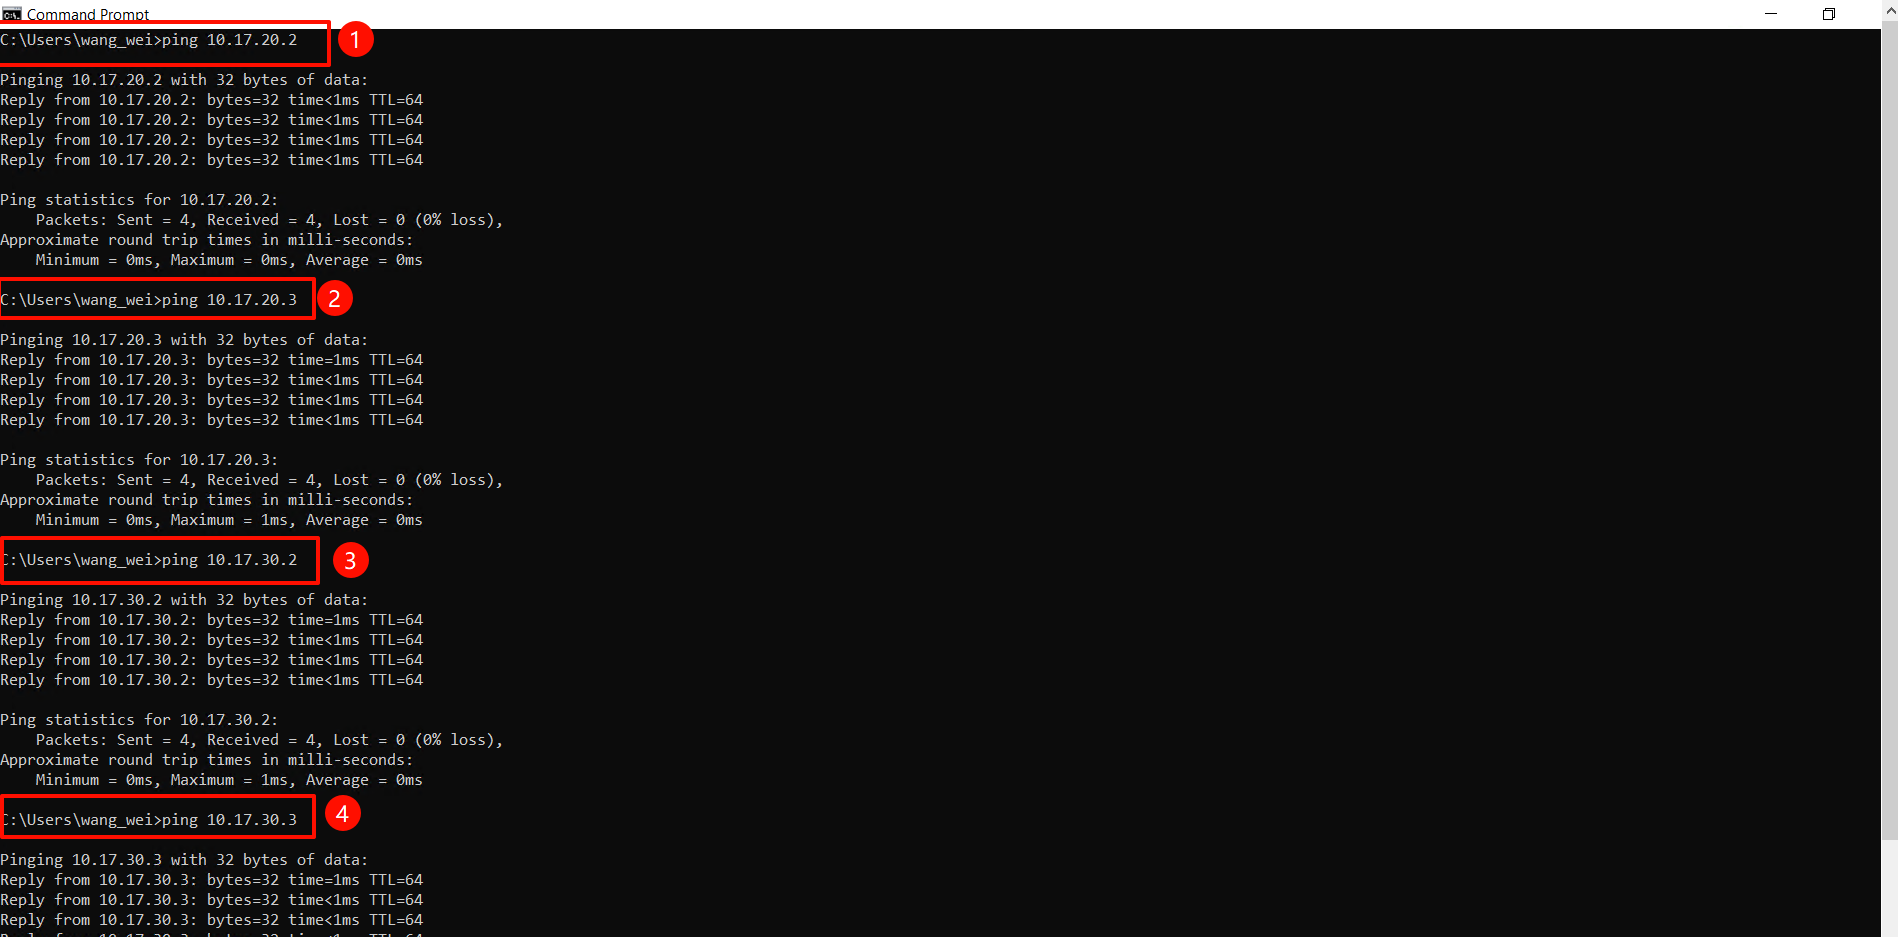 Command Prompt
C:\Users\wang_wei>ping 10.17.20.2
1
Pinging 10.17.20.2 with 32 bytes of data:
Reply from 10.17.20.2: bytes=32 time<1ms TTL=64
Reply from 10.17.20.2: bytes=32 time<1ms TTL=64
Reply from 10.17.20.2: bytes=32 time<1ms TTL=64
Reply from 10.17.20.2: bytes=32 time<1ms TTL=64
Ping statistics for 10.17.20.2:
    Packets: Sent = 4, Received = 4, Lost = 0 (0% loss),
Approximate round trip times in milli-seconds:
    Minimum = 0ms, Maximum = 0ms, Average = 0ms
C:\Users\wang_wei>ping 10.17.20.3
2
Pinging 10.17.20.3 with 32 bytes of data:
Reply from 10.17.20.3: bytes=32 time=1ms TTL=64
Reply from 10.17.20.3: bytes=32 time<1ms TTL=64
Reply from 10.17.20.3: bytes=32 time<1ms TTL=64
Reply from 10.17.20.3: bytes=32 time<1ms TTL=64
Ping statistics for 10.17.20.3:
    Packets: Sent = 4, Received = 4, Lost = 0 (0% loss),
Approximate round trip times in milli-seconds:
    Minimum = 0ms, Maximum = 1ms, Average = 0ms
C:\Users\wang_wei>ping 10.17.30.2
3
Pinging 10.17.30.2 with 32 bytes of data:
Reply from 10.17.30.2: bytes=32 time=1ms TTL=64
Reply from 10.17.30.2: bytes=32 time<1ms TTL=64
Reply from 10.17.30.2: bytes=32 time<1ms TTL=64
Reply from 10.17.30.2: bytes=32 time<1ms TTL=64
Ping statistics for 10.17.30.2:
    Packets: Sent = 4, Received = 4, Lost = 0 (0% loss),
Approximate round trip times in milli-seconds:
    Minimum = 0ms, Maximum = 1ms, Average = 0ms
C:\Users\wang_wei>ping 10.17.30.3
4
Pinging 10.17.30.3 with 32 bytes of data:
Reply from 10.17.30.3: bytes=32 time=1ms TTL=64
Reply from 10.17.30.3: bytes=32 time<1ms TTL=64
Reply from 10.17.30.3: bytes=32 time<1ms TTL=64